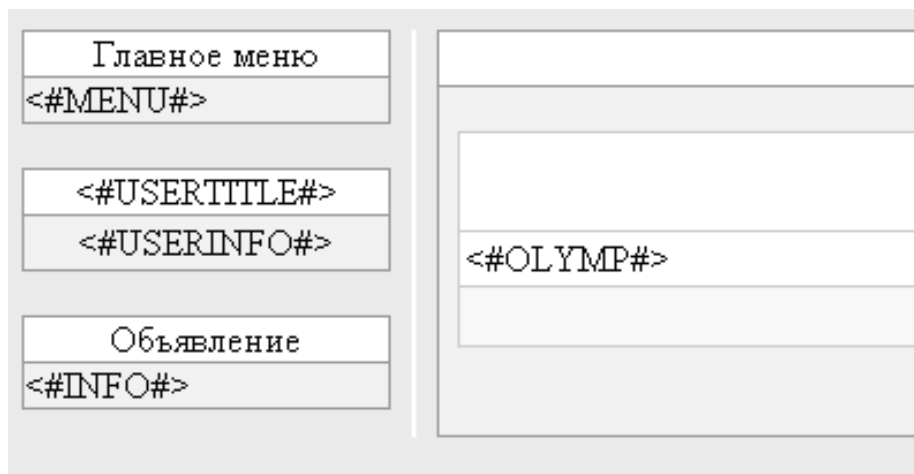 Главное меню
<#MENU#>
<#USERTITLE#>
<#USERINFO#>
Объявление
<#INFO#>
<#OLYMP#>